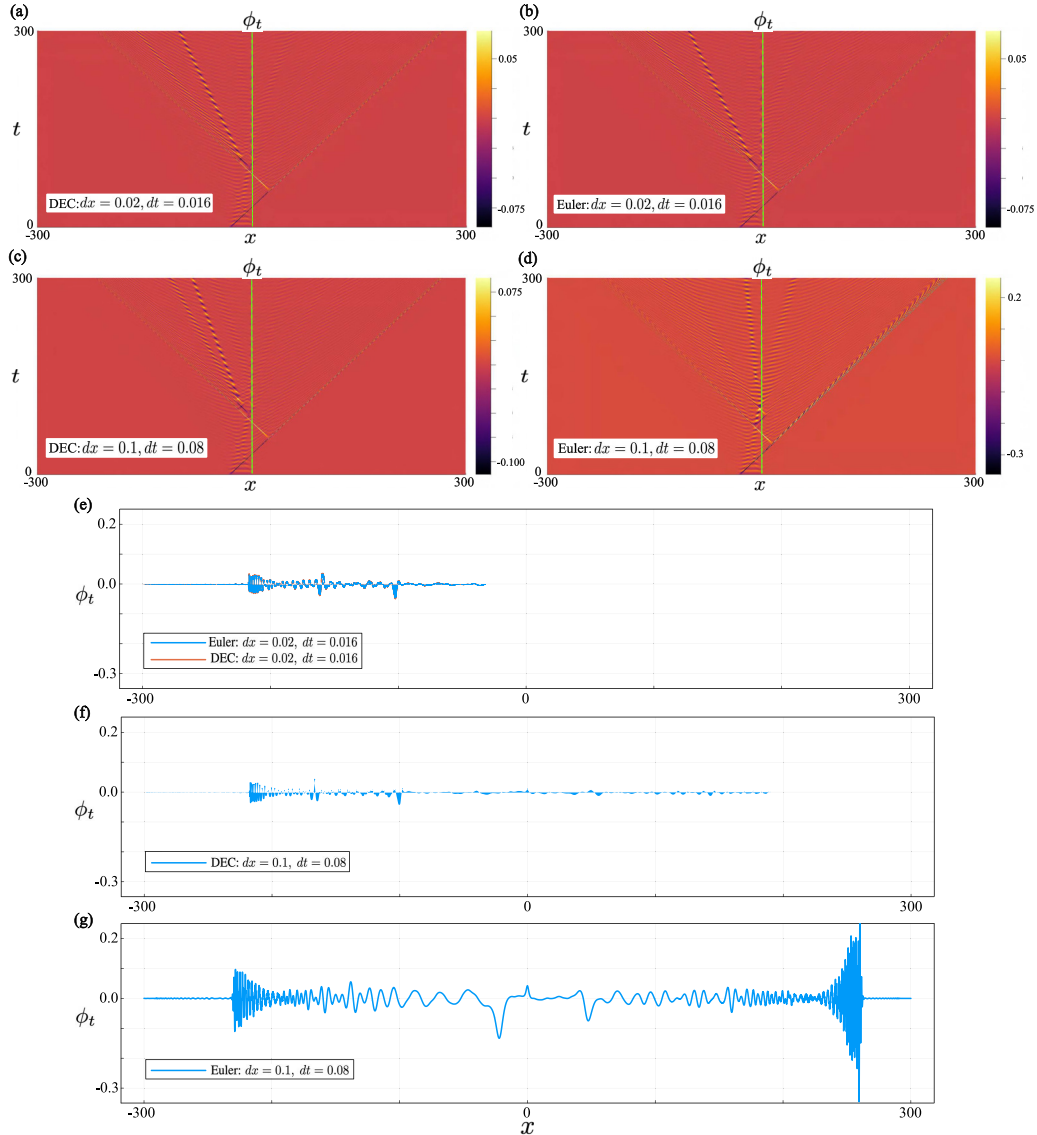 (a)
ϕ_t
300
t
0
DEC: dx = 0.02, dt = 0.016
-300
x
300
0.05
-0.075
(b)
ϕ_t
300
t
0
Euler: dx = 0.02, dt = 0.016
-300
x
300
0.05
-0.075
(c)
ϕ_t
300
t
0
DEC: dx = 0.1, dt = 0.08
-300
x
300
0.075
-0.100
(d)
ϕ_t
300
t
0
Euler: dx = 0.1, dt = 0.08
-300
x
300
0.2
-0.3
(e)
0.2
0.0
ϕ_t
-0.3
Euler: dx = 0.02, dt = 0.016
DEC: dx = 0.02, dt = 0.016
-300
0
300
(f)
0.2
0.0
ϕ_t
-0.3
DEC: dx = 0.1, dt = 0.08
-300
0
300
(g)
0.2
0.0
ϕ_t
-0.3
Euler: dx = 0.1, dt = 0.08
-300
0
300
x